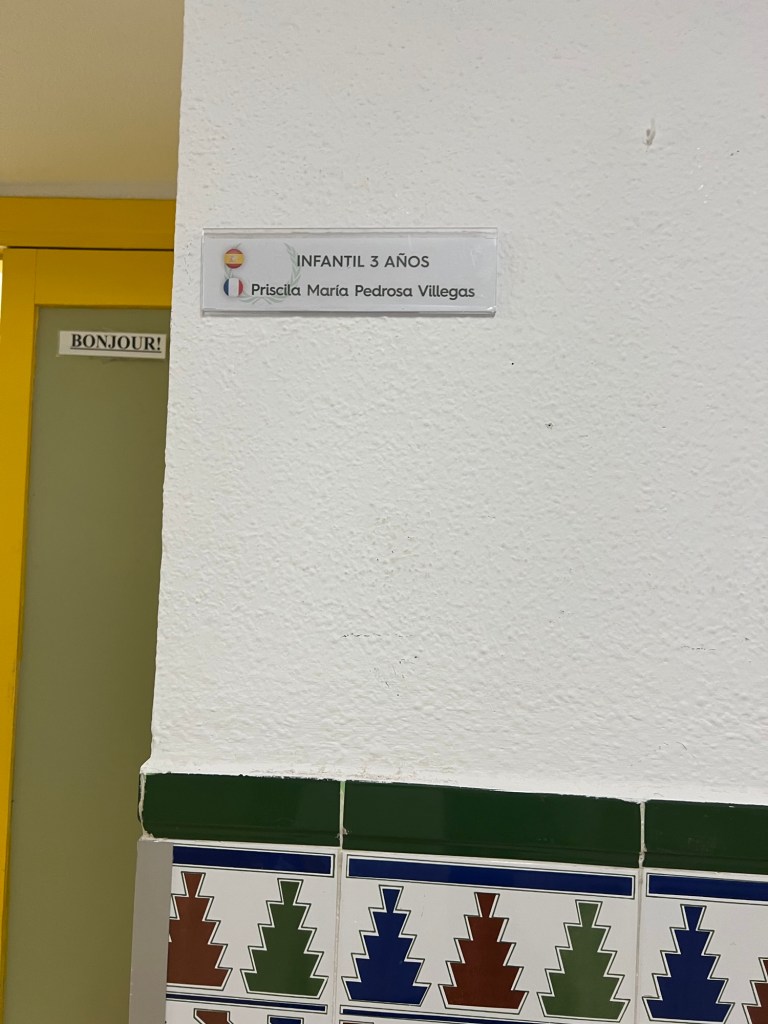 INFANTIL 3 AÑOS
Priscila María Pedrosa Villegas
BONJOUR!